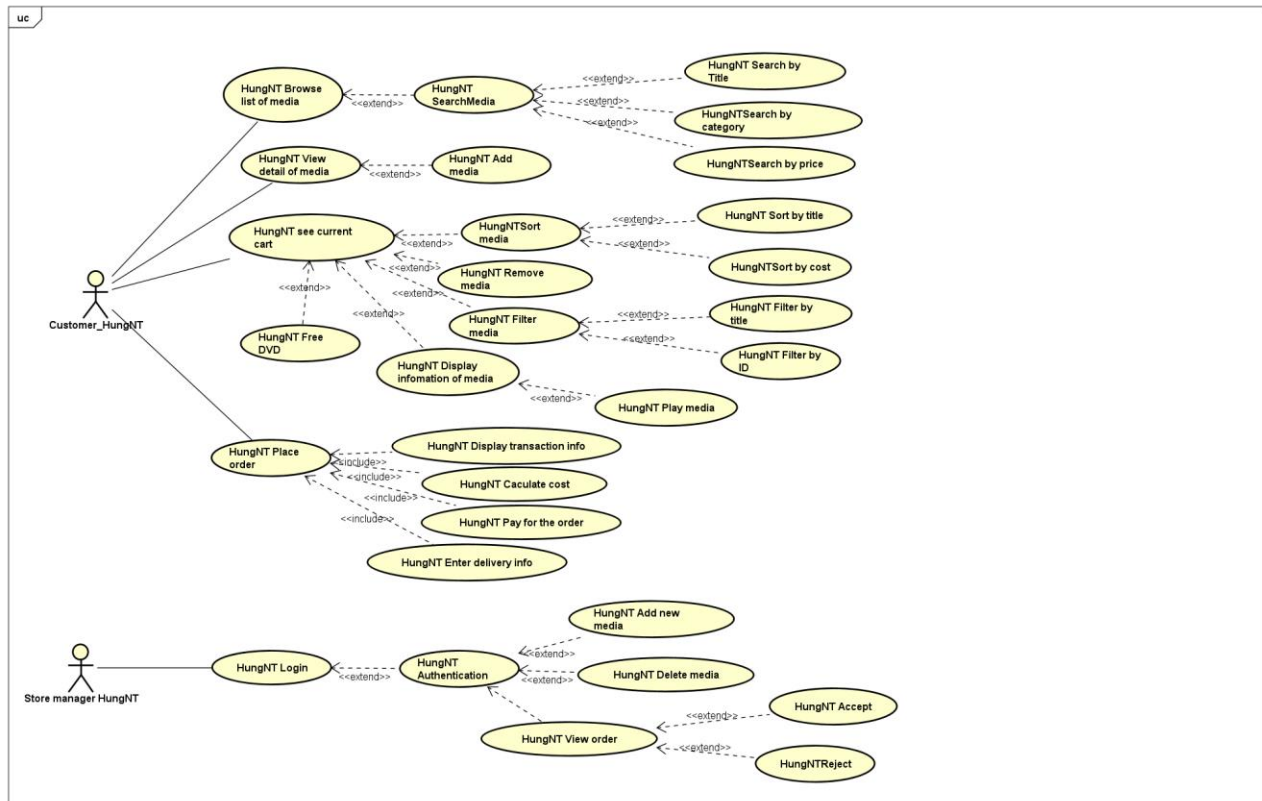 uc
HungNT Browse
list of media
<<extend>>
HungNT
SearchMedia
<<extend>>
HungNT Search by
Title
<<extend>>
HungNTSearch by
category
<<extend>>
HungNTSearch by price
HungNT View
detail of media
<<extend>>
HungNT Add
media
HungNT see current
cart
<<extend>>
HungNTSort
media
<<extend>>
HungNT Sort by title
<<extend>>
HungNTSort by cost
HungNT Remove
media
<<extend>>
<<extend>>
Customer_HungNT
HungNT Filter
media
<<extend>>
HungNT Filter by
title
<<extend>>
HungNT Filter by
ID
<<extend>>
HungNT Free
DVD
HungNT Display
infomation of media
<<extend>>
HungNT Play media
HungNT Place
order
HungNT Display transaction info
<<include>>
HungNT Caculate cost
<<include>>
<<include>>
HungNT Pay for the order
<<include>>
HungNT Enter delivery info
HungNT Add new
media
<<extend>>
Store manager HungNT
HungNT Login
<<extend>>
HungNT
Authentication
<<extend>>
HungNT Delete media
HungNT View order
<<extend>>
HungNT Accept
<<extend>>
HungNTReject